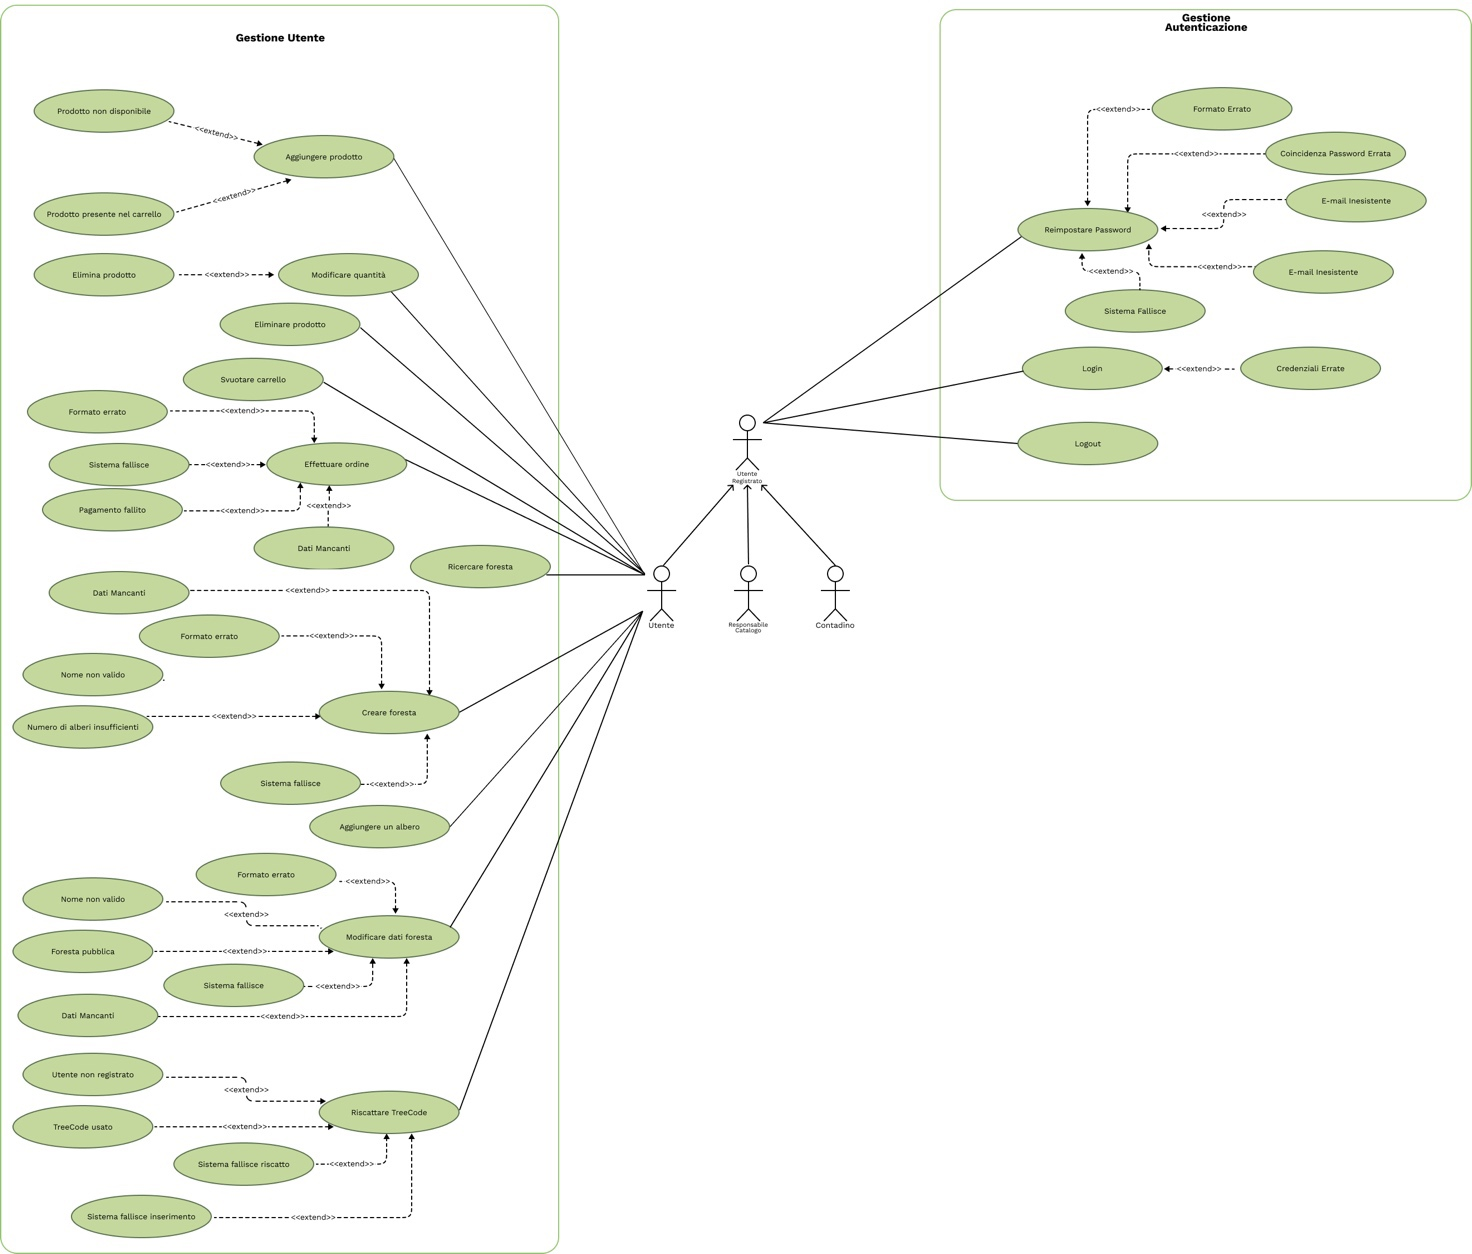 Gestione Utente
Prodotto non disponibile
<<extend>>
Aggiungere prodotto
<<extend>>
Prodotto presente nel carrello
Elimina prodotto
<<extend>>
Modificare quantità
Eliminare prodotto
Svuotare carrello
Formato errato
<<extend>>
Sistema fallisce
<<extend>>
Effettuare ordine
Pagamento fallito
<<extend>>
<<extend>>
Dati Mancanti
Ricercare foresta
Dati Mancanti
<<extend>>
Formato errato
<<extend>>
Nome non valido
Numero di alberi insufficienti
<<extend>>
Creare foresta
Sistema fallisce
<<extend>>
Aggiungere un albero
Formato errato
<<extend>>
Nome non valido
<<extend>>
Modificare dati foresta
Foresta pubblica
<<extend>>
Sistema fallisce
<<extend>>
Dati Mancanti
<<extend>>
Utente non registrato
<<extend>>
Riscattare TreeCode
TreeCode usato
<<extend>>
Sistema fallisce riscatto
<<extend>>
Sistema fallisce inserimento
<<extend>>
Utente
Registrato
Utente
Responsabile
Catalogo
Contadino
Gestione
Autenticazione
<<extend>>
Formato Errato
<<extend>>
Coincidenza Password Errata
E-mail Inesistente
<<extend>>
Reimpostare Password
<<extend>>
E-mail Inesistente
<<extend>>
Sistema Fallisce
Login
<<extend>>
Credenziali Errate
Logout